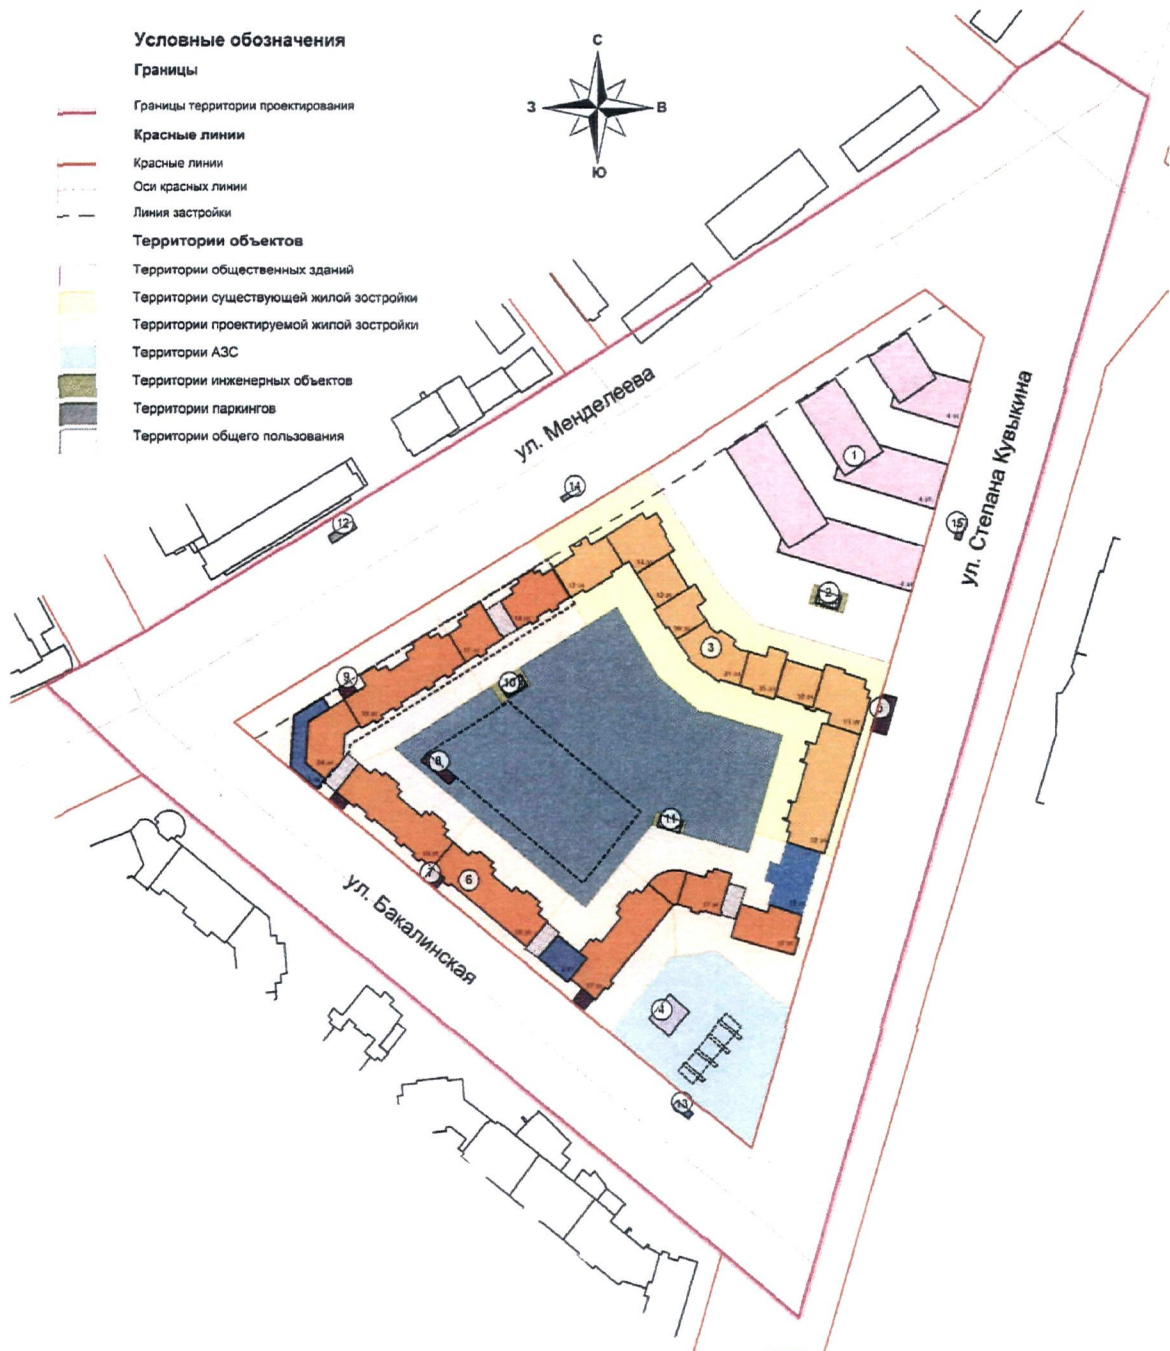 Условные обозначения
Границы
Границы территории проектирования
Красные линии
Красные линии
Оси красных линии
Линия застройки
Территории объектов
Территории общественных зданий
Территории существующей жилой зостройки
Территории проектируемой жилой зостройки
Территории АЗС
Территории инженерных объектов
Территории паркингов
Территории общего пользования
С
З
В
Ю
ул. Менделеева
ул. Степана Кувыкина
ул. Бакалинская
1
14
12
15
2
3
9
10
5
8
11
7
6
4
13